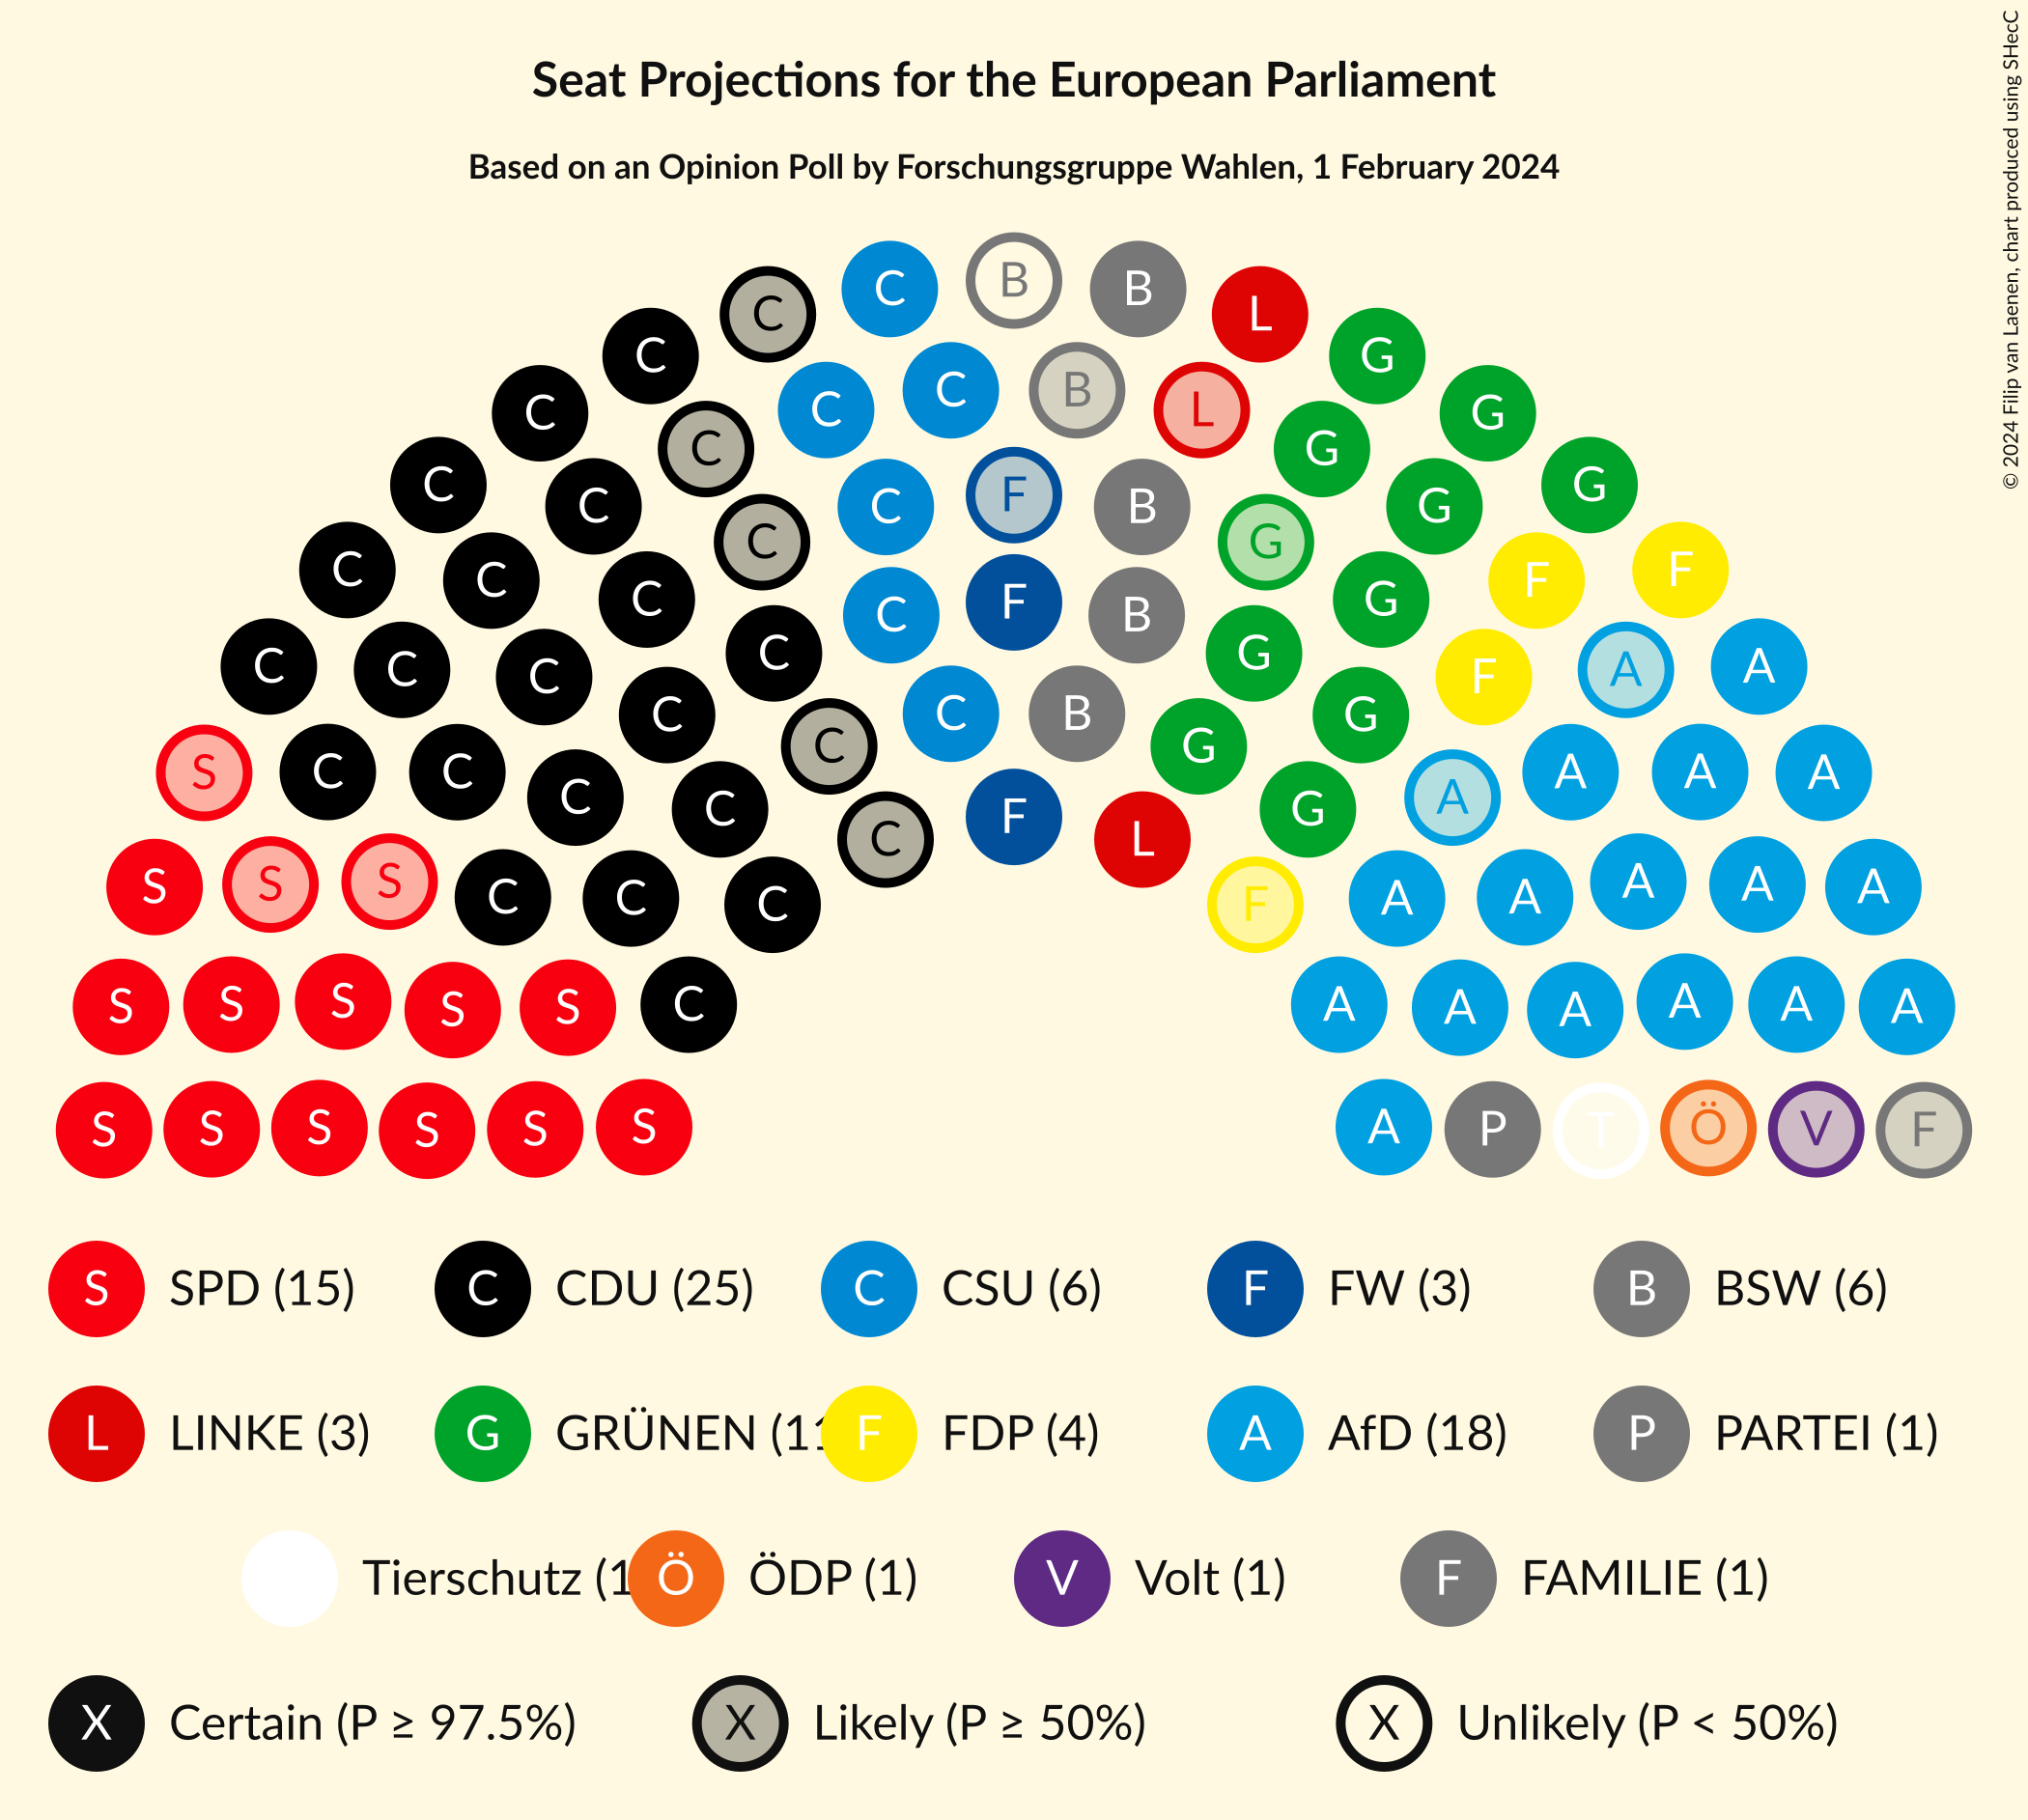 Seat Projections for the European Parliament
Based on an Opinion Poll by Forschungsgruppe Wahlen, 1 February 2024
© 2024 Filip van Laenen, chart produced using SHecC
C B B L
C G
C C C B L G
C G G
C C C F B G G G
C C C C F B G G F F
C C C C C C B G G F A A
S C C C C C F L G A A A A
S S S C C C F A A A A A
S S S S S C A A A A A A
S S S S S S A P T Ö V F
S SPD (15) C CDU (25) C CSU (6) F FW (3) B BSW (6)
L LINKE (3) G GRÜNEN (11 F FDP (4) A AfD (18) P PARTEI (1)
Tierschutz (1 Ö ÖDP (1) V Volt (1) F FAMILIE (1)
X Certain (P ≥ 97.5%) X Likely (P ≥ 50%) X Unlikely (P < 50%)